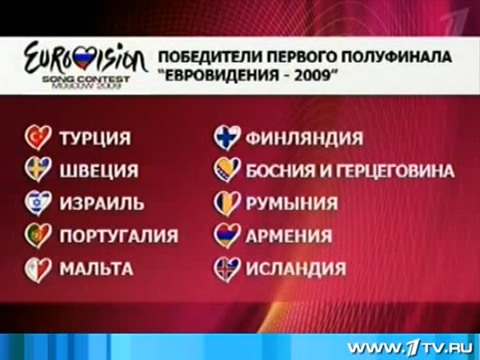 EUROVISION
SONG CONTEST
MOSCOW 2009
ПОБЕДИТЕЛИ ПЕРВОГО ПОЛУФИНАЛА
"ЕВРОВИДЕНИЯ - 2009"
ТУРЦИЯ
ШВЕЦИЯ
ИЗРАИЛЬ
ПОРТУГАЛИЯ
МАЛЬТА
ФИНЛЯНДИЯ
БОСНИЯ И ГЕРЦЕГОВИНА
РУМЫНИЯ
АРМЕНИЯ
ИСЛАНДИЯ
1
WWW.1TV.RU